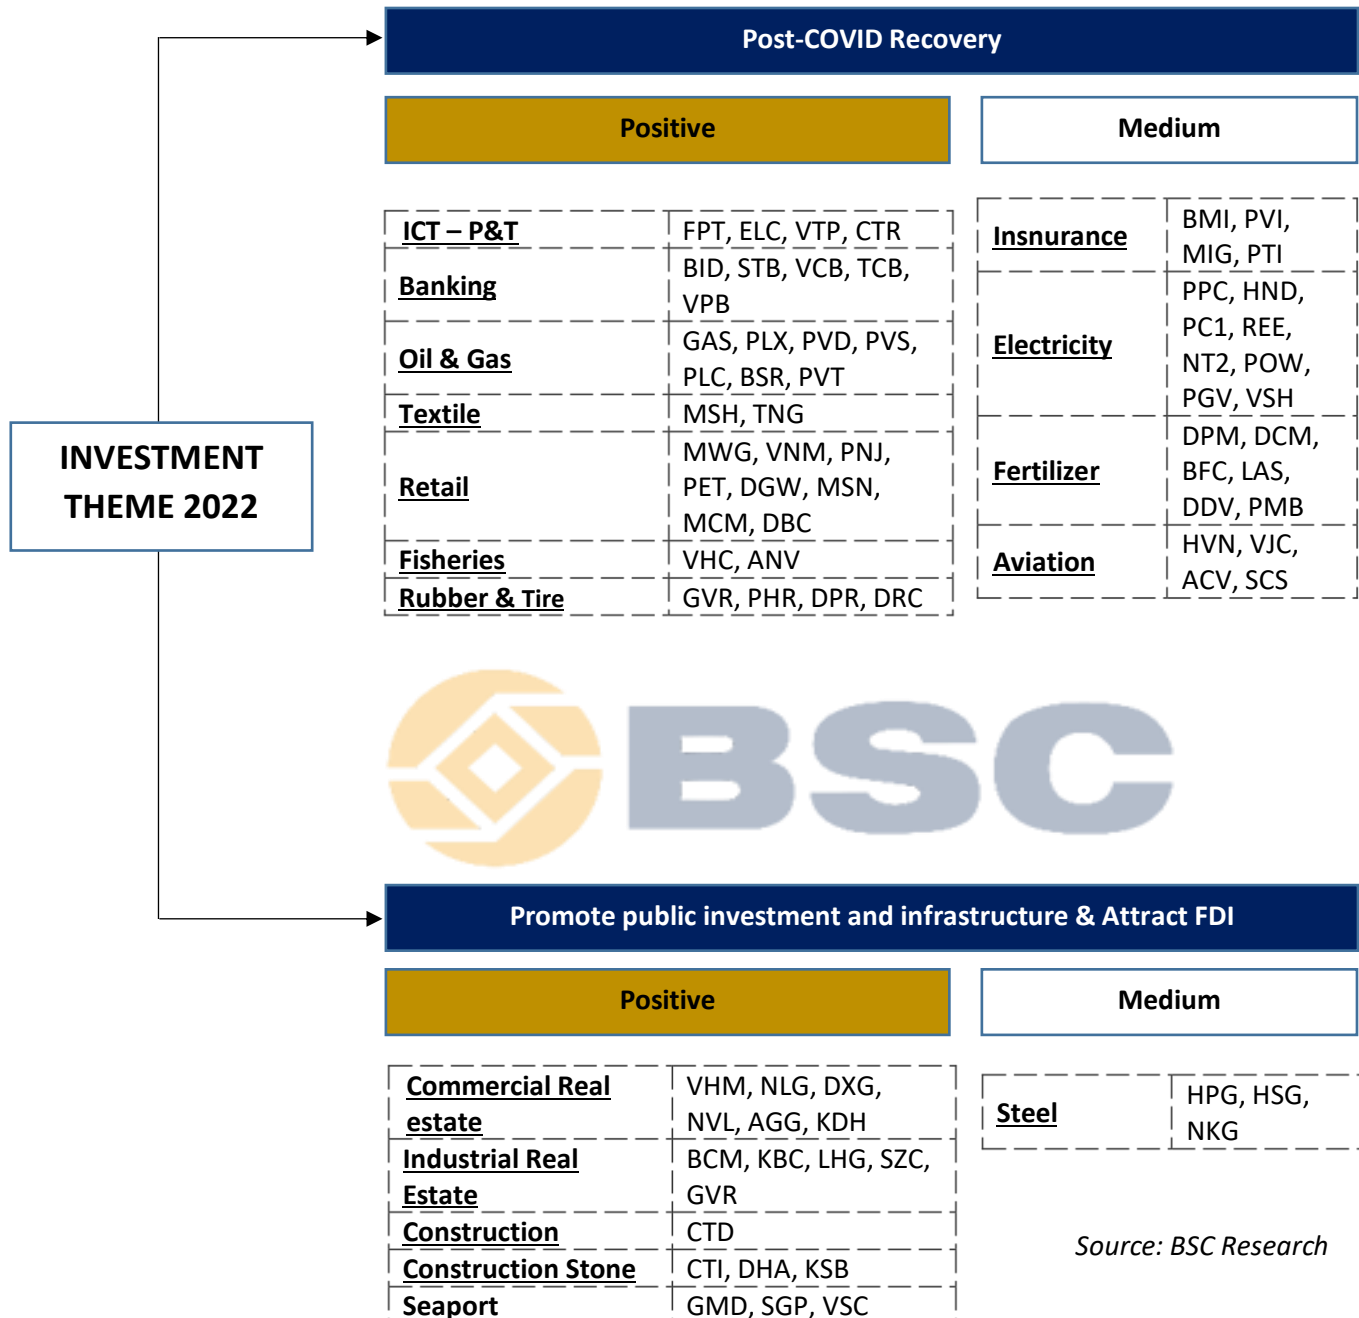 Post-COVID Recovery
Positive
Medium
ICT – P&T
FPT, ELC, VTP, CTR
Banking
BID, STB, VCB, TCB,
VPB
Oil & Gas
GAS, PLX, PVD, PVS,
PLC, BSR, PVT
Textile
MSH, TNG
Retail
MWG, VNM, PNJ,
PET, DGW, MSN,
MCM, DBC
Fisheries
VHC, ANV
Rubber & Tire
GVR, PHR, DPR, DRC
Insnurance
BMI, PVI,
MIG, PTI
Electricity
PPC, HND,
PC1, REE,
NT2, POW,
PGV, VSH
Fertilizer
DPM, DCM,
BFC, LAS,
DDV, PMB
Aviation
HVN, VJC,
ACV, SCS
INVESTMENT
THEME 2022
BSC
Promote public investment and infrastructure & Attract FDI
Positive
Medium
Commercial Real
estate
VHM, NLG, DXG,
NVL, AGG, KDH
Industrial Real
Estate
BCM, KBC, LHG, SZC,
GVR
Construction
CTD
Construction Stone
CTI, DHA, KSB
Seaport
GMD, SGP, VSC
Steel
HPG, HSG,
NKG
Source: BSC Research